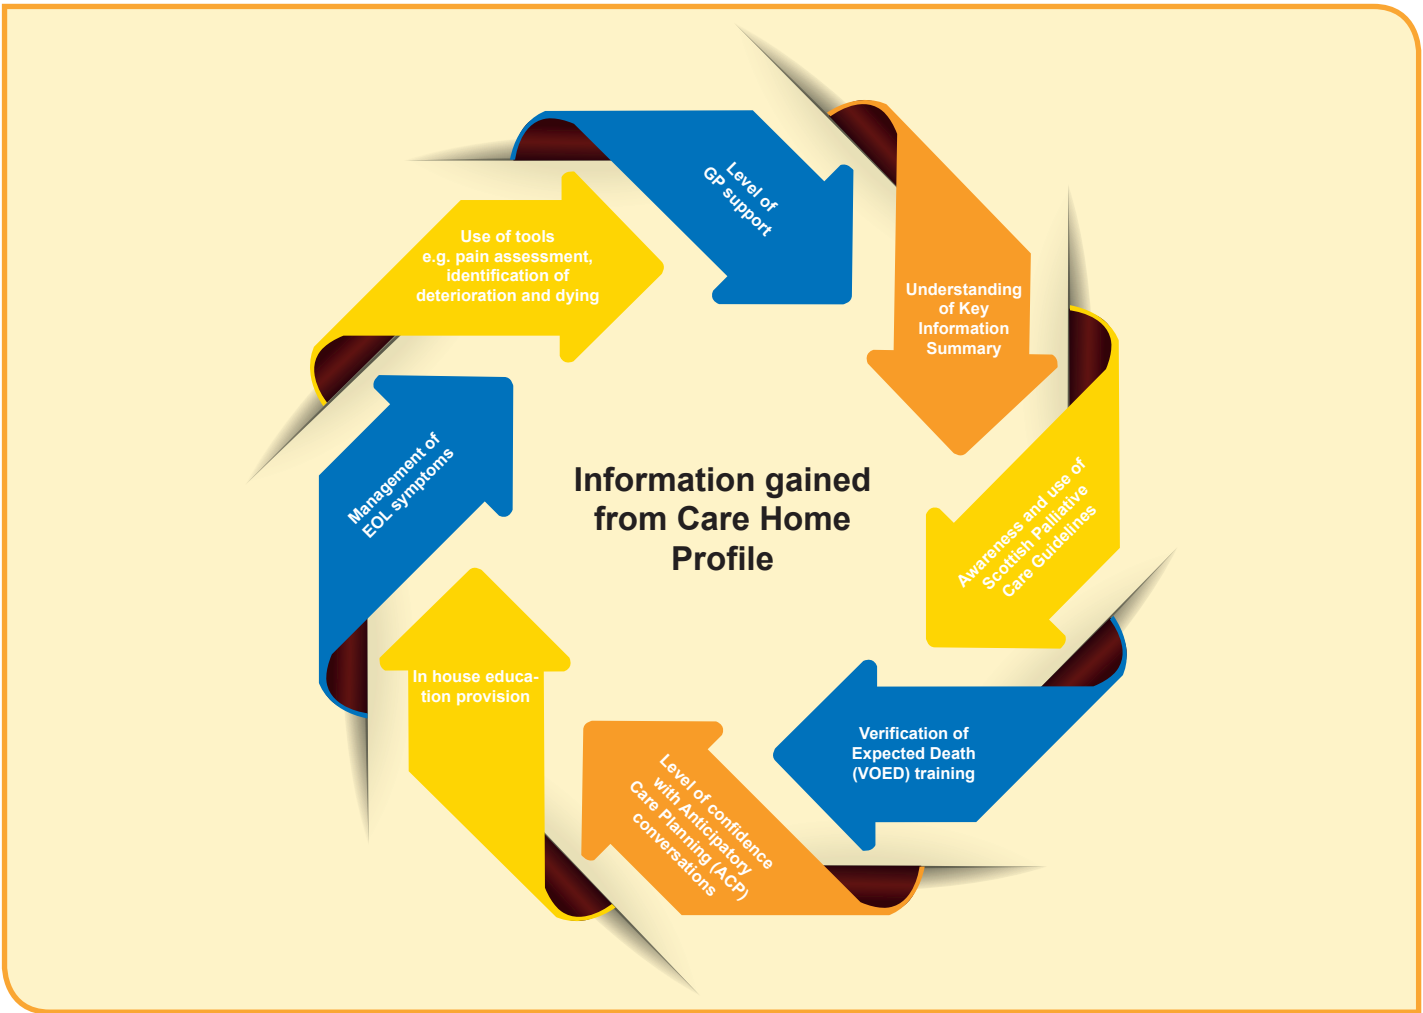 Level of
GP support
Understanding
of Key
Information
Summary
Awareness and use of
Scottish Palliative
Care Guidelines
Verification of
Expected Death
(VOED) training
Level of confidence
with Anticipatory
Care Planning (ACP)
conversations
In house educa-
tion provision
Management of
EOL symptoms
Use of tools
e.g. pain assessment,
identification of
deterioration and dying
Information gained
from Care Home
Profile